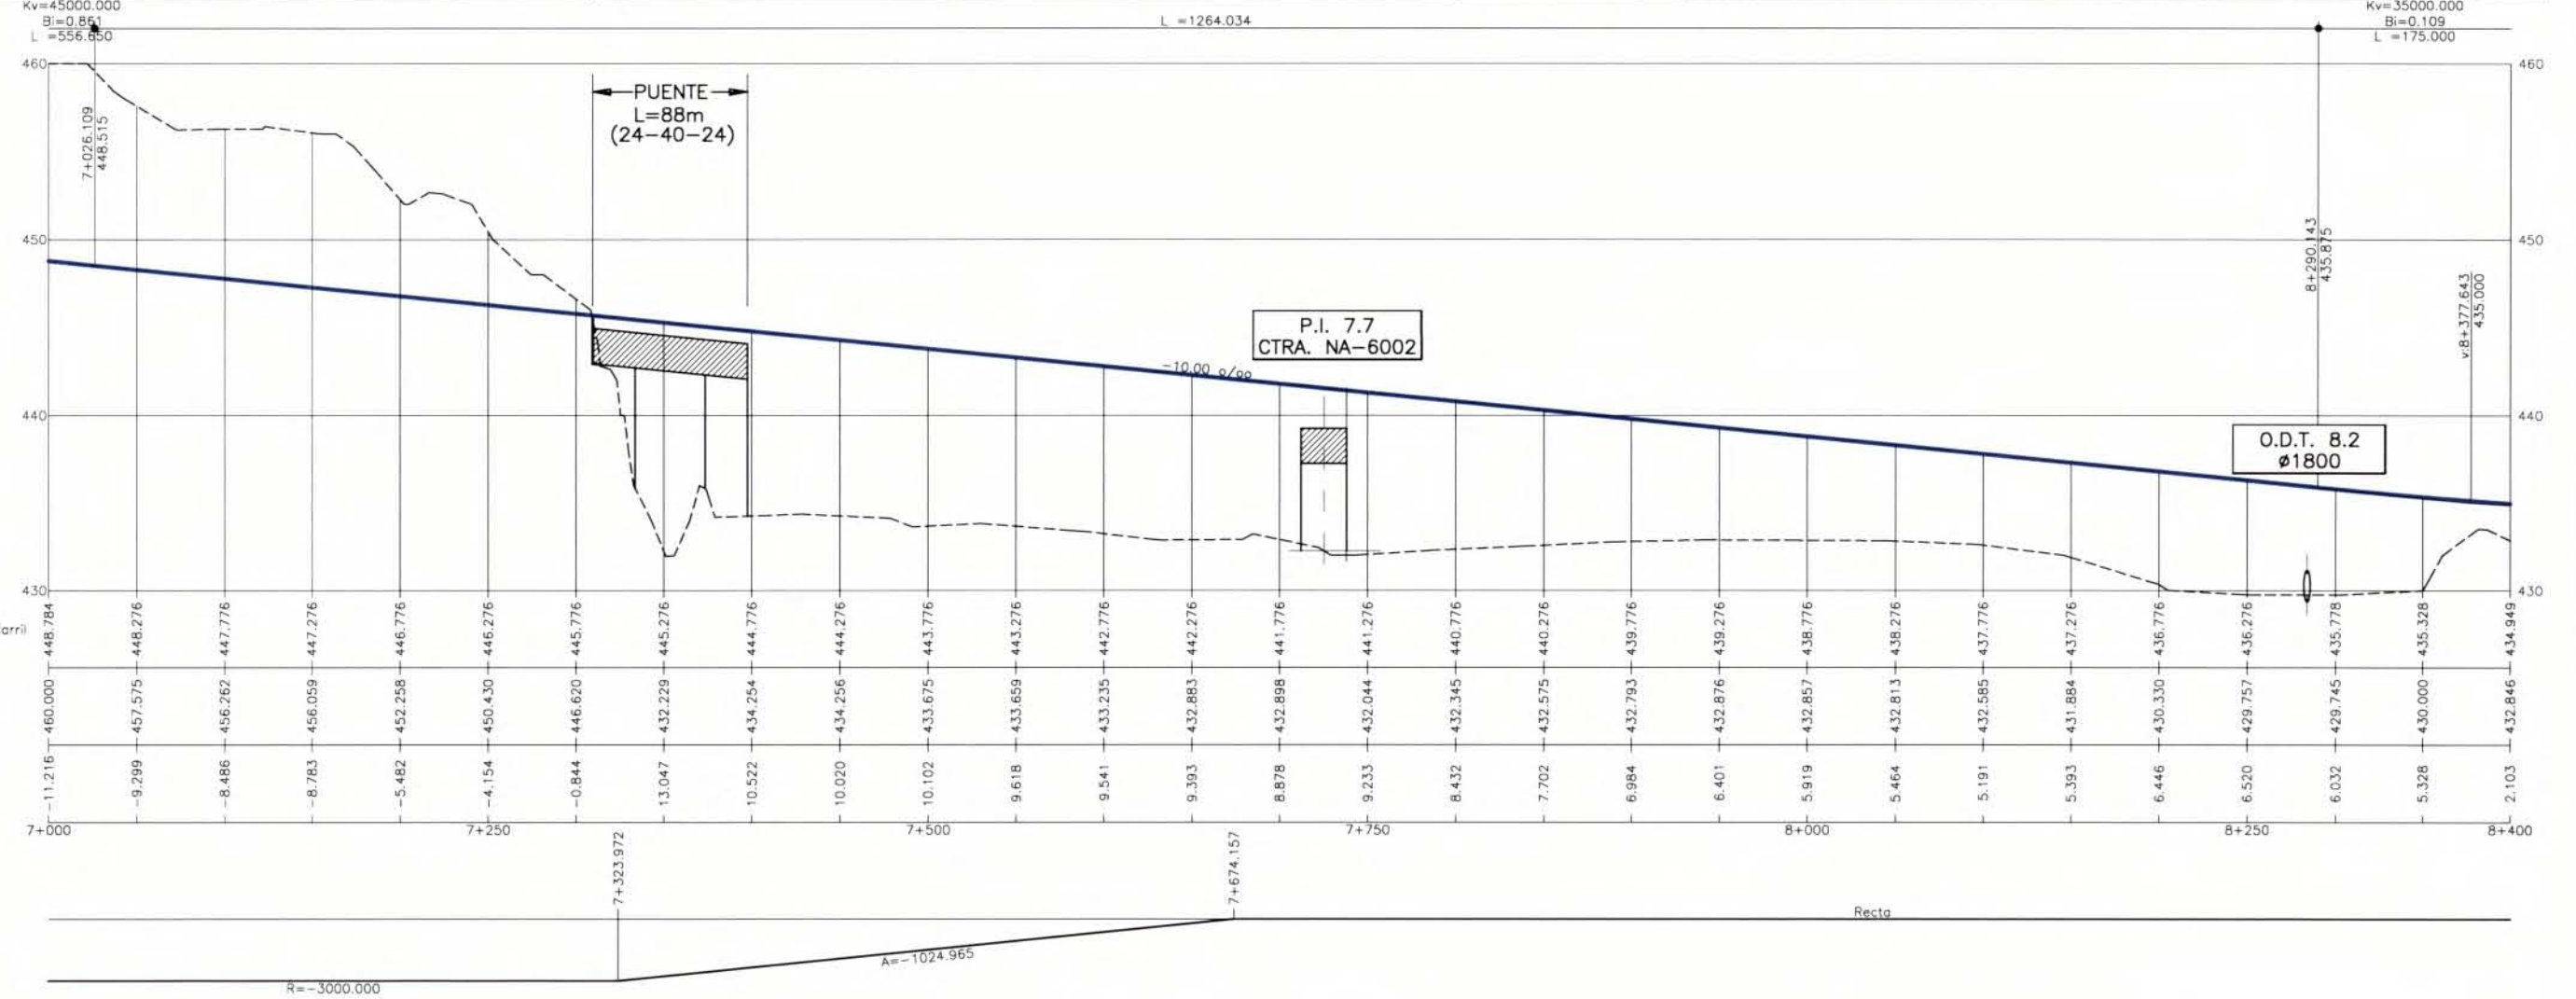 Kv=45000.000
Bi=0.861
L =556.650
L =1264.034
Kv=35000.000
Bi=0.109
L =175.000
460
460
PUENTE
L=88m
(24-40-24)
7+026.109
448.515
450
450
8+290.143
435.875
v:8+377.643
435.000
P.I. 7.7
CTRA. NA-6002
-10.00 o/oo
440
440
O.D.T. 8.2
ø1800
430
430
arril
448.784 448.276 447.776 447.276 446.776 446.276 445.776 445.276 444.776 444.276 443.776 443.276 442.776 442.276 441.776 441.276 440.776 440.276 439.776 439.276 438.776 438.276 437.776 437.276 436.776 436.276 435.778 435.328 434.949
460.000 457.575 456.262 456.059 452.258 450.430 446.620 432.229 434.254 434.256 433.675 433.659 433.235 432.883 432.898 432.044 432.345 432.575 432.793 432.876 432.857 432.813 432.585 431.884 430.330 429.757 429.745 430.000 432.846
-11.216 -9.299 -8.486 -8.783 -5.482 -4.154 -0.844 13.047 10.522 10.020 10.102 9.618 9.541 9.393 8.878 9.233 8.432 7.702 6.984 6.401 5.919 5.464 5.191 5.393 6.446 6.520 6.032 5.328 2.103
7+000 7+250 7+500 7+750 8+000 8+250 8+400
7+323.972
7+674.157
Recta
A=-1024.965
R=-3000.000